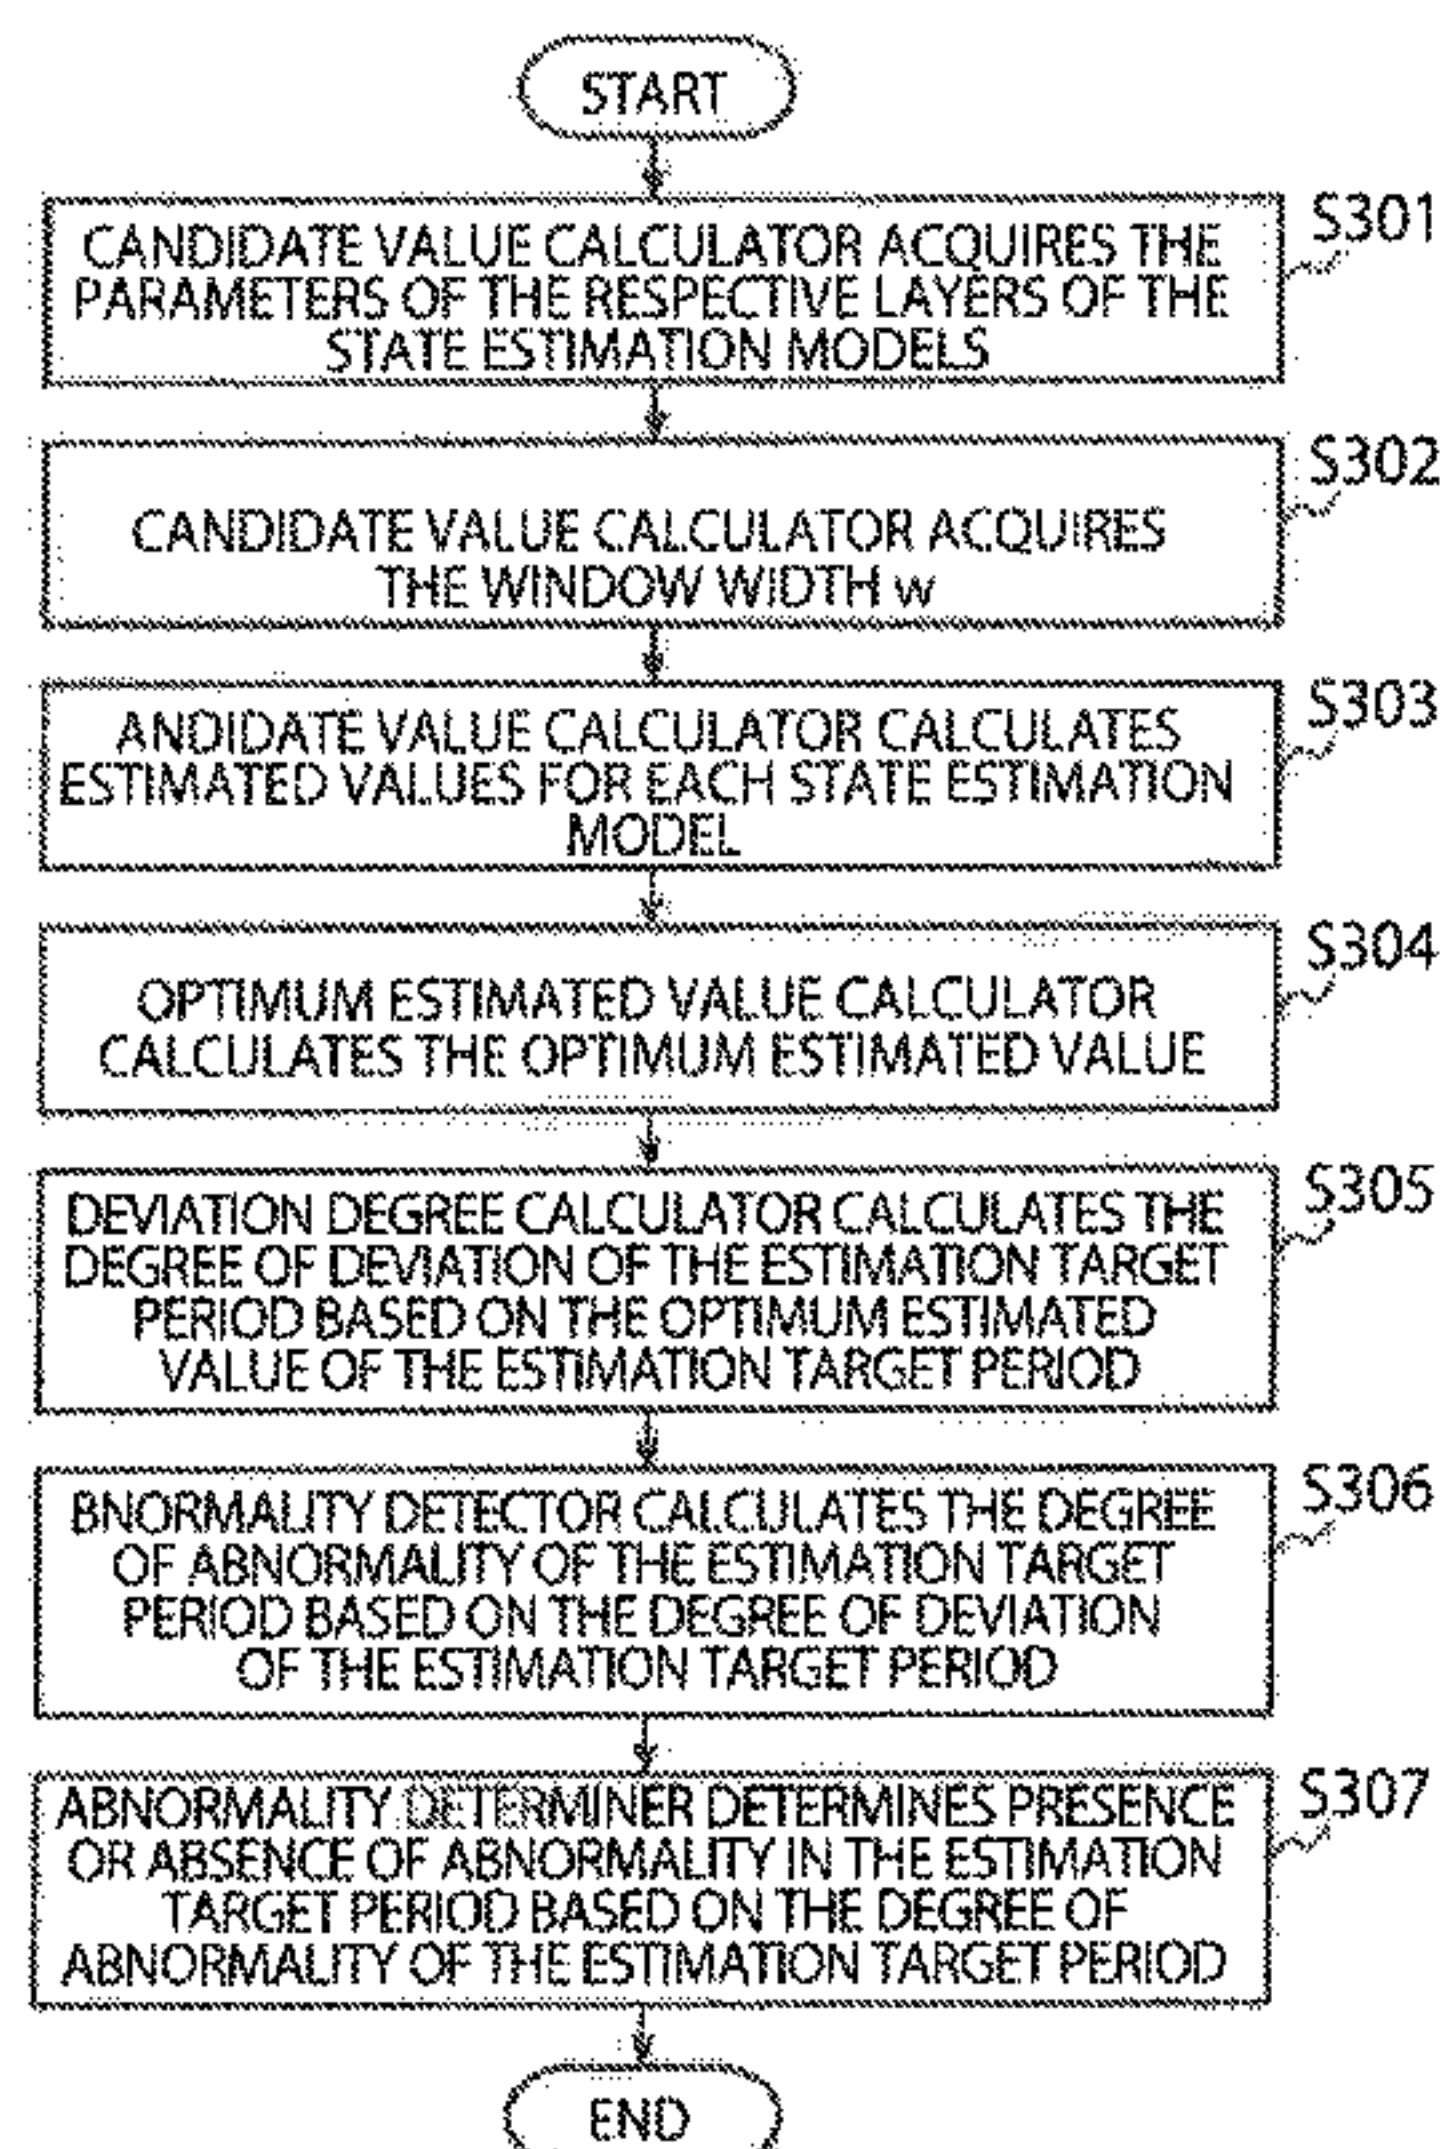 START
CANDIDATE VALUE CALCULATOR ACQUIRES THE
PARAMETERS OF THE RESPECTIVE LAYERS OF THE
STATE ESTIMATION MODELS
S301
CANDIDATE VALUE CALCULATOR ACQUIRES
THE WINDOW WIDTH w
S302
ANDIDATE VALUE CALCULATOR CALCULATES
ESTIMATED VALUES FOR EACH STATE ESTIMATION
MODEL
S303
OPTIMUM ESTIMATED VALUE CALCULATOR
CALCULATES THE OPTIMUM ESTIMATED VALUE
S304
DEVIATION DEGREE CALCULATOR CALCULATES THE
DEGREE OF DEVIATION OF THE ESTIMATION TARGET
PERIOD BASED ON THE OPTIMUM ESTIMATED
VALUE OF THE ESTIMATION TARGET PERIOD
S305
BNORMALITY DETECTOR CALCULATES THE DEGREE
OF ABNORMALITY OF THE ESTIMATION TARGET
PERIOD BASED ON THE DEGREE OF DEVIATION
OF THE ESTIMATION TARGET PERIOD
S306
ABNORMALITY DETERMINER DETERMINES PRESENCE
OR ABSENCE OF ABNORMALITY IN THE ESTIMATION
TARGET PERIOD BASED ON THE DEGREE OF
ABNORMALITY OF THE ESTIMATION TARGET PERIOD
S307
END